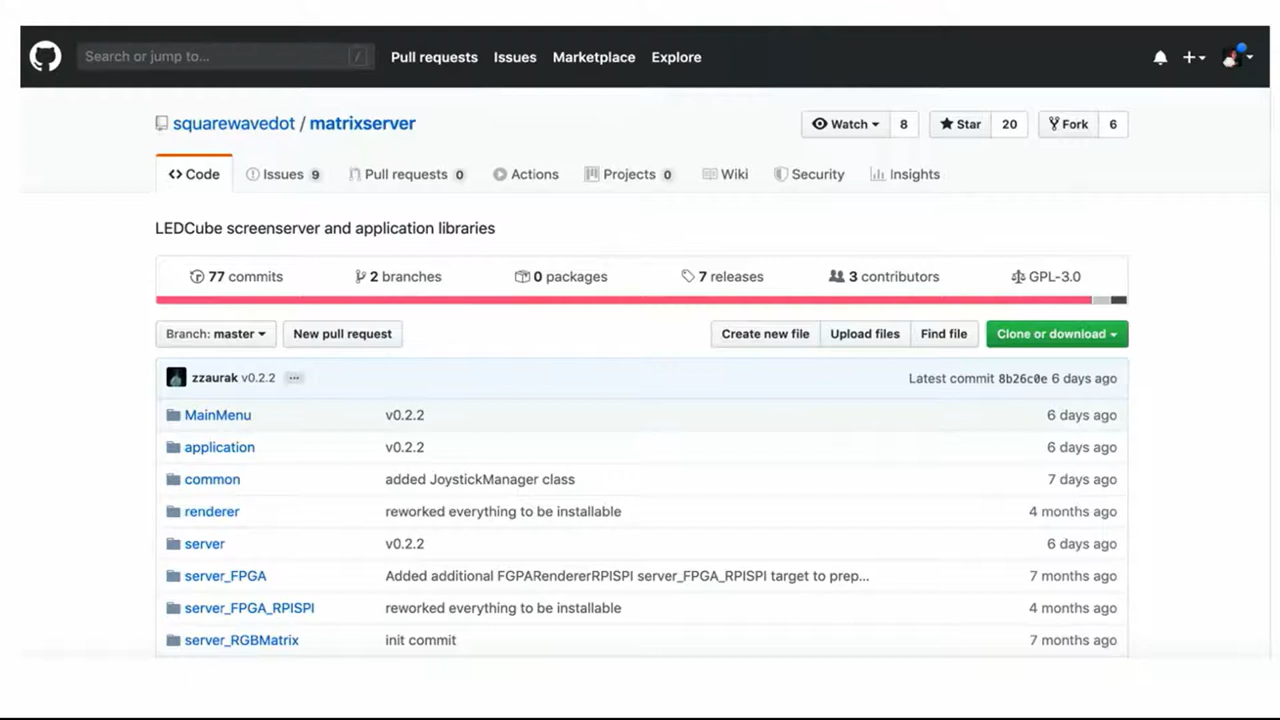 Search or jump to... /
Pull requests Issues Marketplace Explore
squarewavedot / matrixserver
Watch 8 Star 20 Fork 6
Code Issues 9 Pull requests 0 Actions Projects 0 Wiki Security Insights
LEDCube screenserver and application libraries
77 commits 2 branches 0 packages 7 releases 3 contributors GPL-3.0
Branch: master New pull request Create new file Upload files Find file Clone or download
zzaurak v0.2.2 ... Latest commit 8b26c0e 6 days ago
MainMenu v0.2.2 6 days ago
application v0.2.2 6 days ago
common added JoystickManager class 7 days ago
renderer reworked everything to be installable 4 months ago
server v0.2.2 6 days ago
server_FPGA Added additional FGPARendererRPISPI server_FPGA_RPISPI target to prep... 7 months ago
server_FPGA_RPISPI reworked everything to be installable 4 months ago
server_RGBMatrix init commit 7 months ago